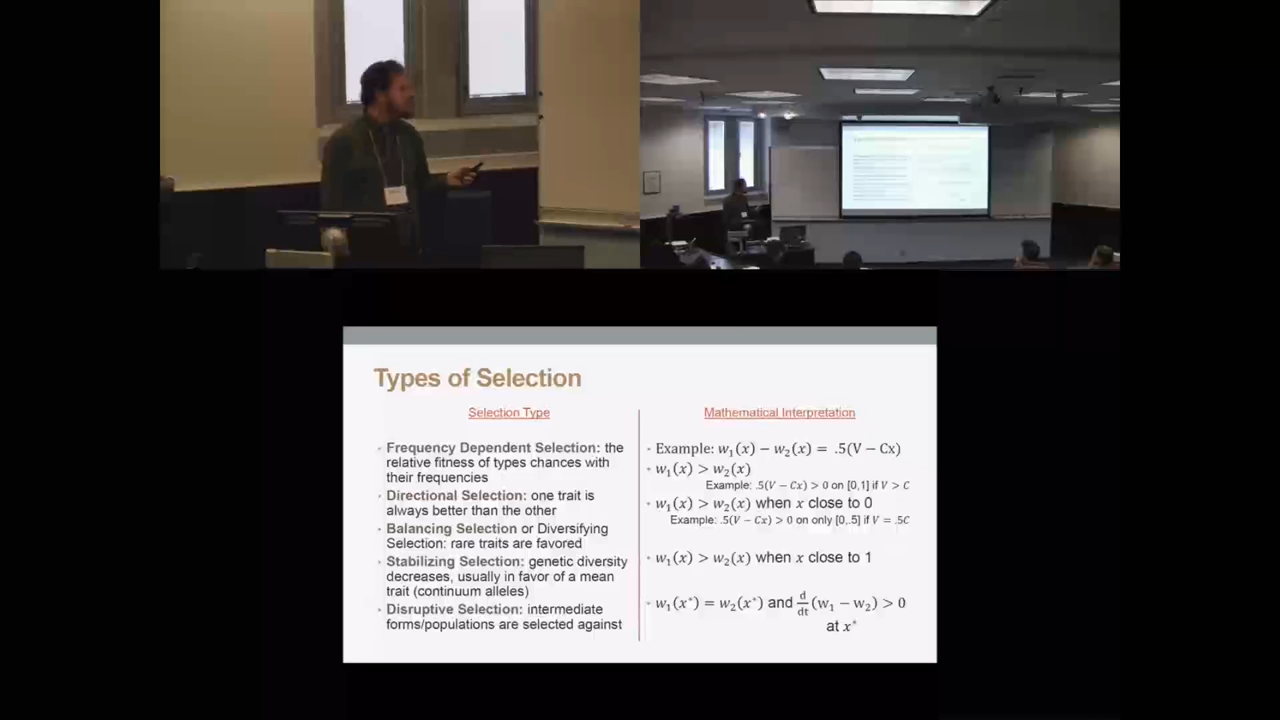 Types of Selection
Selection Type
Frequency Dependent Selection: the
relative fitness of types chances with
their frequencies
Directional Selection: one trait is
always better than the other
Balancing Selection or Diversifying
Selection: rare traits are favored
Stabilizing Selection: genetic diversity
decreases, usually in favor of a mean
trait (continuum alleles)
Disruptive Selection: intermediate
forms/populations are selected against
Mathematical Interpretation
Example: w₁(x) − w₂(x) = .5(V − Cx)
w₁(x) > w₂(x)
Example: .5(V − Cx) > 0 on [0,1] if V > C
w₁(x) > w₂(x) when x close to 0
Example: .5(V − Cx) > 0 on only [0,.5] if V = .5C
w₁(x) > w₂(x) when x close to 1
w₁(x*) = w₂(x*) and d/dt (w₁ − w₂) > 0
at x*